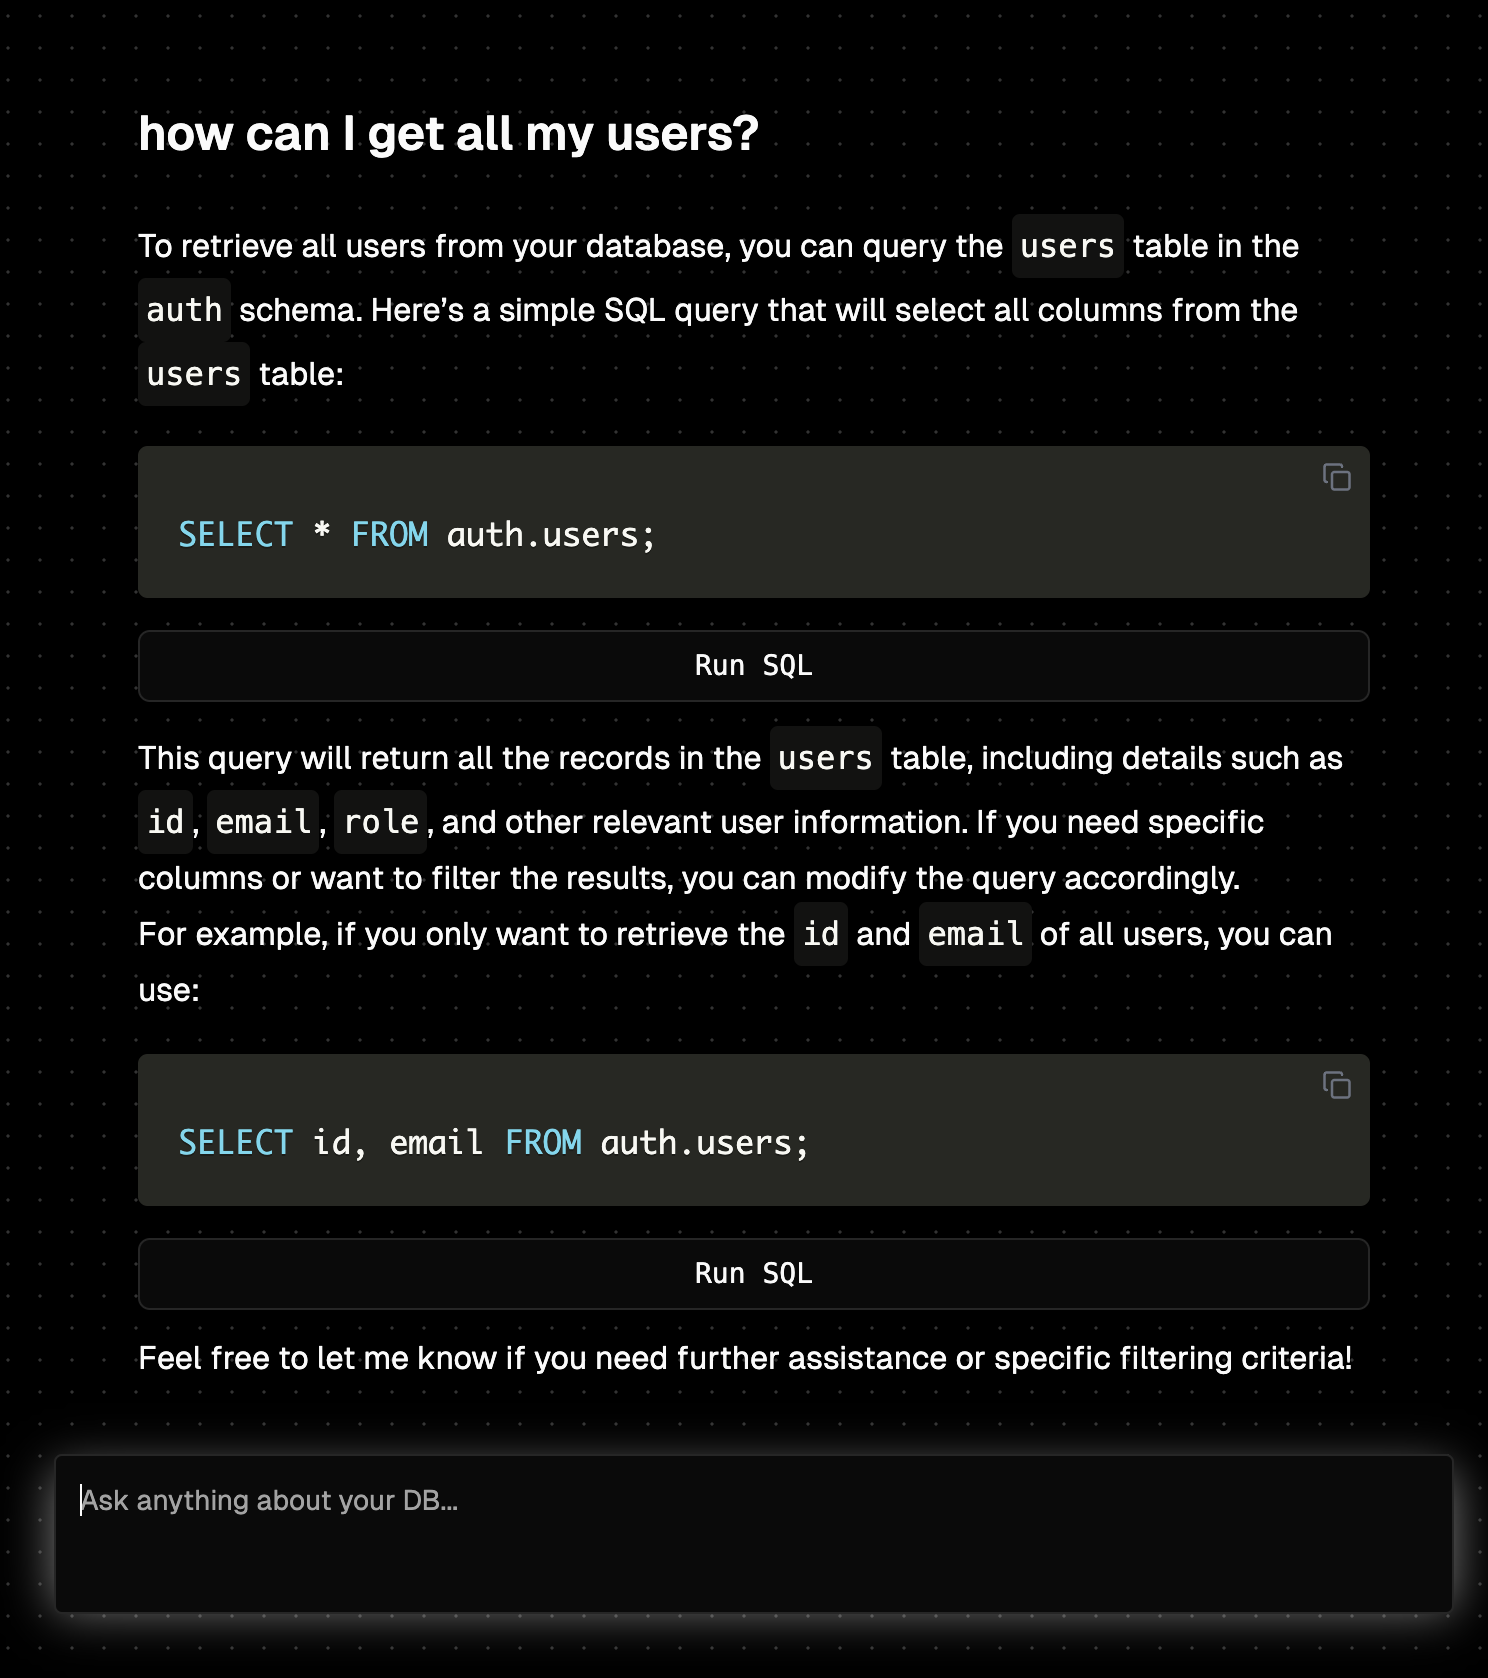 how can I get all my users?
To retrieve all users from your database, you can query the users table in the
auth schema. Here’s a simple SQL query that will select all columns from the
users table:
SELECT * FROM auth.users;
Run SQL
This query will return all the records in the users table, including details such as
id, email, role, and other relevant user information. If you need specific
columns or want to filter the results, you can modify the query accordingly.
For example, if you only want to retrieve the id and email of all users, you can
use:
SELECT id, email FROM auth.users;
Run SQL
Feel free to let me know if you need further assistance or specific filtering criteria!
Ask anything about your DB...